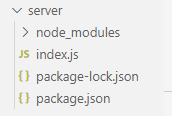 server
node_modules
JS index.js
package-lock.json
package.json